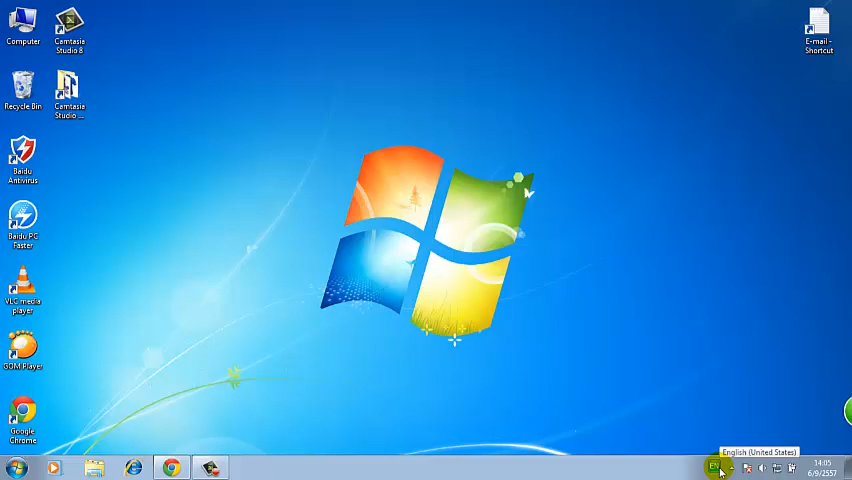 Computer
Camtasia
Studio 8
E-mail -
Shortcut
Recycle Bin
Camtasia
Studio ...
Baidu
Antivirus
Baidu PC
Faster
VLC media
player
GOM Player
Google
Chrome
English (United States)
EN
14:05
6/9/2557